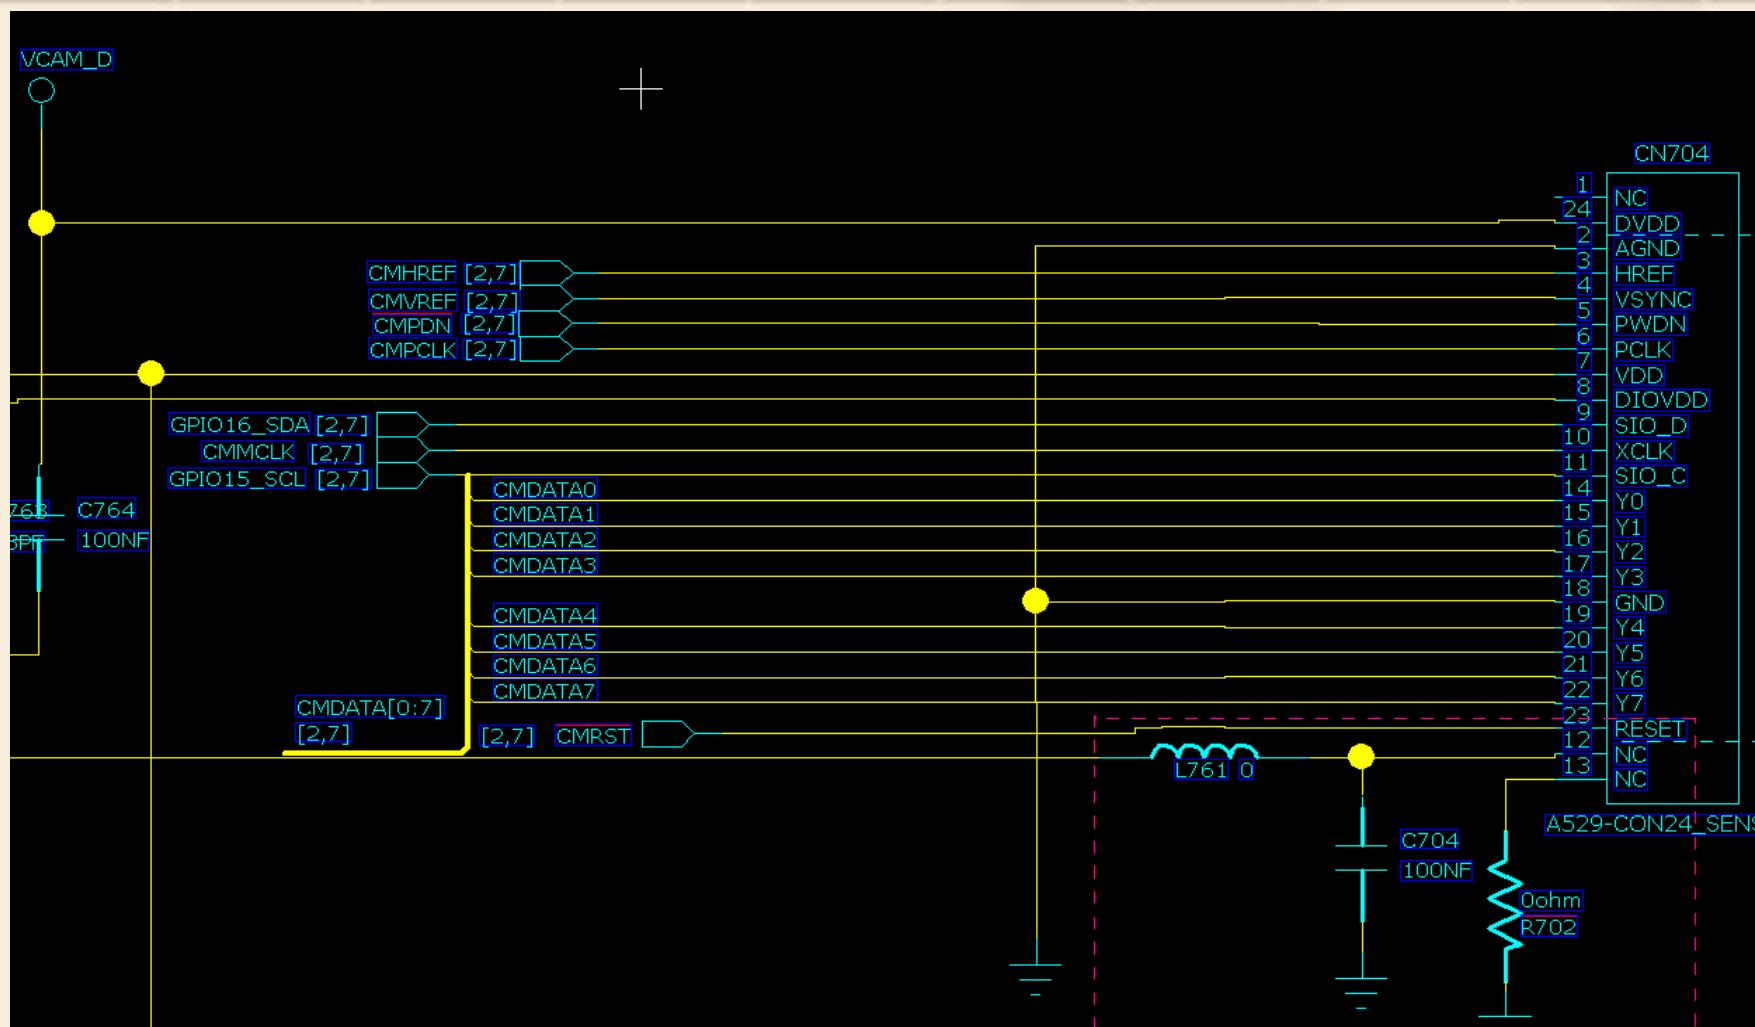 VCAM_D
CN704
1
NC
24
DVDD
2
AGND
CMHREF [2,7]
3
HREF
CMVREF [2,7]
4
VSYNC
CMPDN [2,7]
5
PWDN
CMPCLK [2,7]
6
PCLK
7
VDD
8
DIOVDD
GPIO16_SDA [2,7]
9
SIO_D
CMMCLK [2,7]
10
XCLK
GPIO15_SCL [2,7]
11
SIO_C
CMDATA0
14
Y0
CMDATA1
15
Y1
CMDATA2
16
Y2
CMDATA3
17
Y3
18
GND
CMDATA4
19
Y4
CMDATA5
20
Y5
CMDATA6
21
Y6
CMDATA7
22
Y7
C764
100NF
CMDATA[0:7]
[2,7]
[2,7] CMRST
23
RESET
12
NC
13
NC
L761 0
A529-CON24_SENS
C704
100NF
0ohm
R702